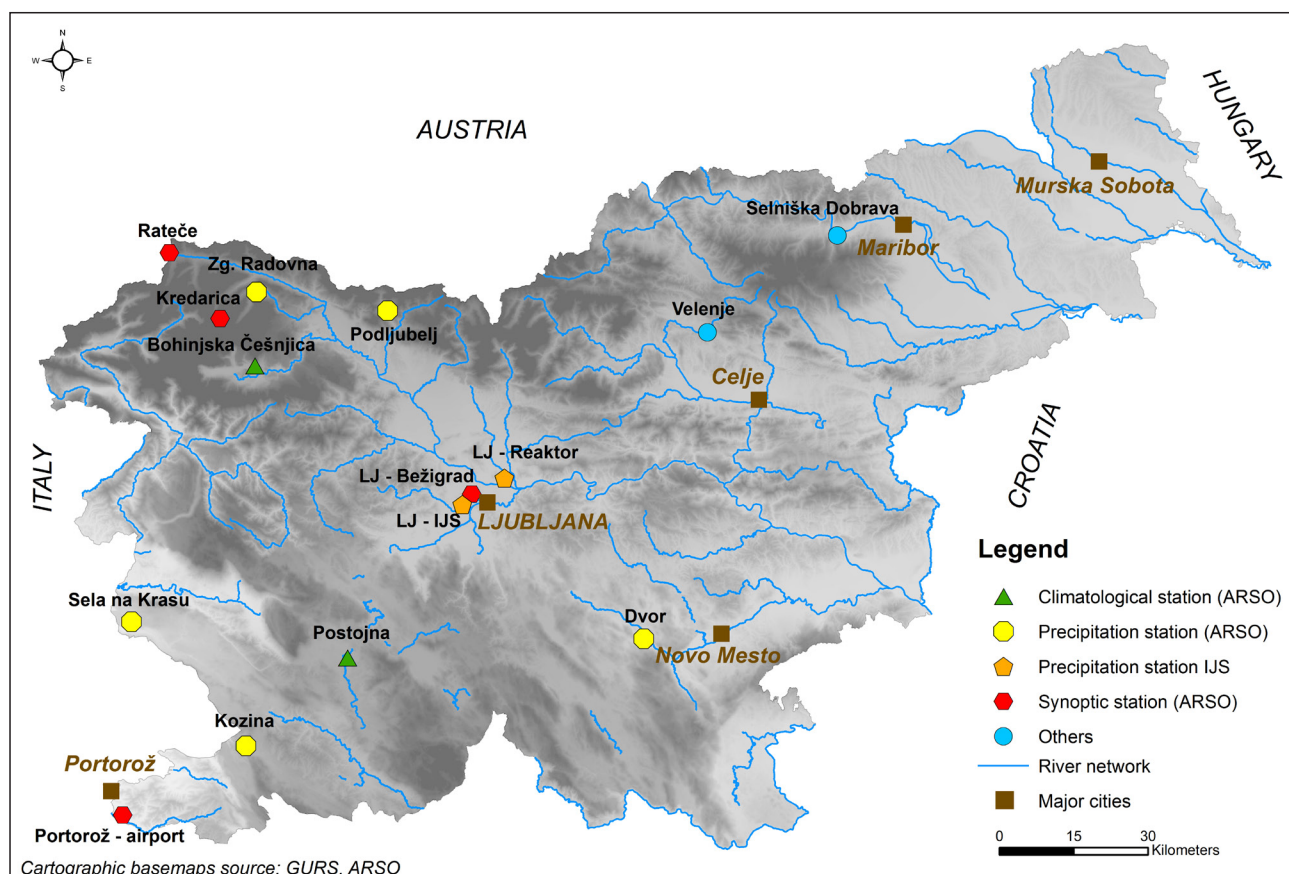 N
W E
S
AUSTRIA
HUNGARY
Murska Sobota
Selniška Dobrava
Maribor
Rateče
Zg. Radovna
Kredarica
Podljubelj
Velenje
Bohinjska Češnjica
Celje
ITALY
CROATIA
LJ - Reaktor
LJ - Bežigrad
LJ - IJS
LJUBLJANA
Sela na Krasu
Postojna
Dvor
Novo Mesto
Kozina
Portorož
Portorož - airport
Legend
Climatological station (ARSO)
Precipitation station (ARSO)
Precipitation station IJS
Synoptic station (ARSO)
Others
River network
Major cities
0 15 30
Kilometers
Cartographic basemaps source: GURS, ARSO